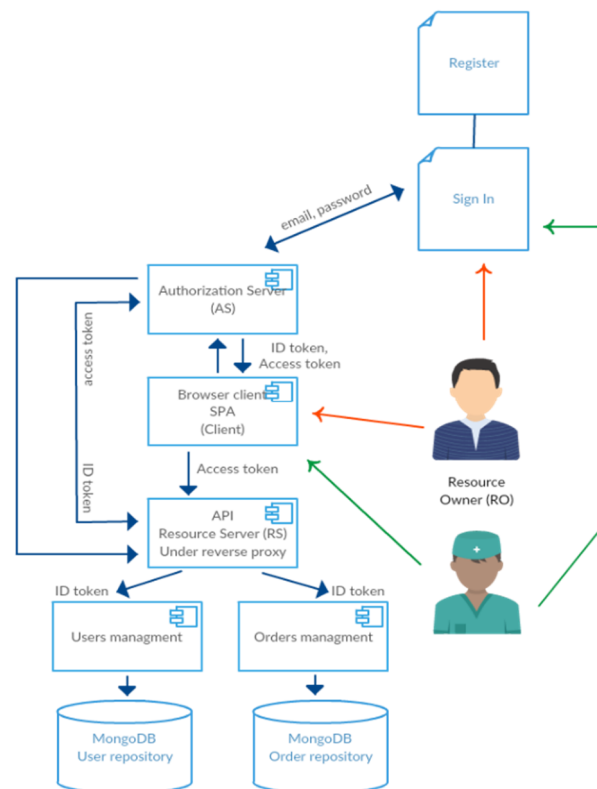 Register
Sign In
email, password
Authorization Server
(AS)
ID token,
Access token
access token
ID token
Browser client
SPA
(Client)
Access token
Resource
Owner (RO)
API
Resource Server (RS)
Under reverse proxy
ID token
ID token
Users managment
Orders managment
MongoDB
User repository
MongoDB
Order repository